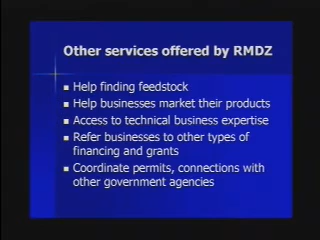 Other services offered by RMDZ
Help finding feedstock
Help businesses market their products
Access to technical business expertise
Refer businesses to other types of
financing and grants
Coordinate permits, connections with
other government agencies